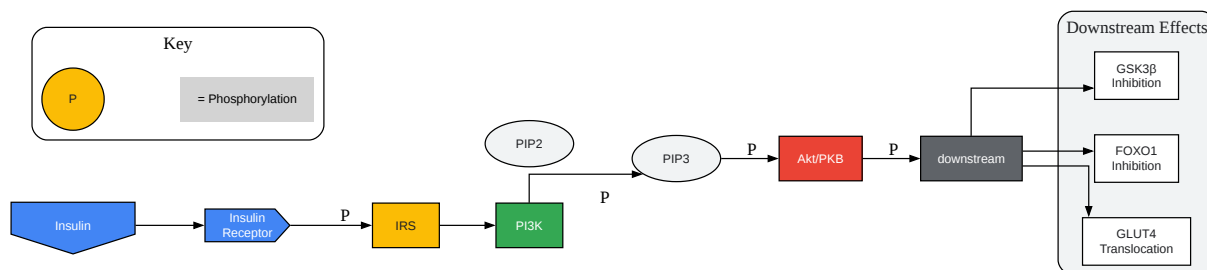 Key
P
= Phosphorylation
Downstream Effects
GSK3β
Inhibition
PIP2
PIP3
P
Akt/PKB
P
downstream
FOXO1
Inhibition
P
Insulin
Insulin
Receptor
P
IRS
PI3K
GLUT4
Translocation